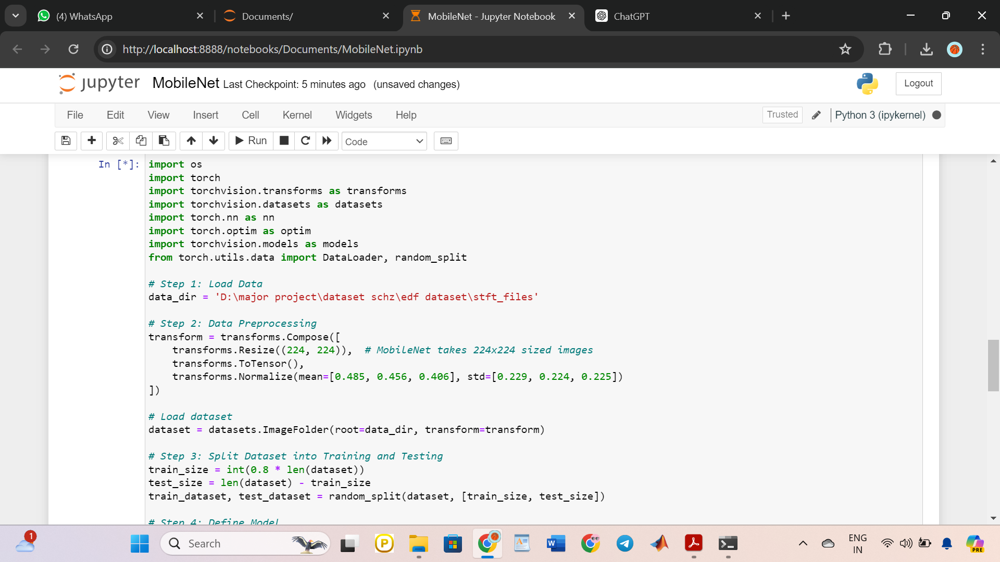 (4) WhatsApp
Documents/
MobileNet - Jupyter Notebook
ChatGPT
http://localhost:8888/notebooks/Documents/MobileNet.ipynb
jupyter MobileNet Last Checkpoint: 5 minutes ago (unsaved changes)
Logout
File Edit View Insert Cell Kernel Widgets Help
Trusted Python 3 (ipykernel)
Run Code
In [*]: import os
import torch
import torchvision.transforms as transforms
import torchvision.datasets as datasets
import torch.nn as nn
import torch.optim as optim
import torchvision.models as models
from torch.utils.data import DataLoader, random_split
# Step 1: Load Data
data_dir = 'D:\major project\dataset schz\edf dataset\stft_files'
# Step 2: Data Preprocessing
transform = transforms.Compose([
    transforms.Resize((224, 224)),  # MobileNet takes 224x224 sized images
    transforms.ToTensor(),
    transforms.Normalize(mean=[0.485, 0.456, 0.406], std=[0.229, 0.224, 0.225])
])
# Load dataset
dataset = datasets.ImageFolder(root=data_dir, transform=transform)
# Step 3: Split Dataset into Training and Testing
train_size = int(0.8 * len(dataset))
test_size = len(dataset) - train_size
train_dataset, test_dataset = random_split(dataset, [train_size, test_size])
# Step 4: Define Model
1
Search
P
W
ENG
IN
PRE